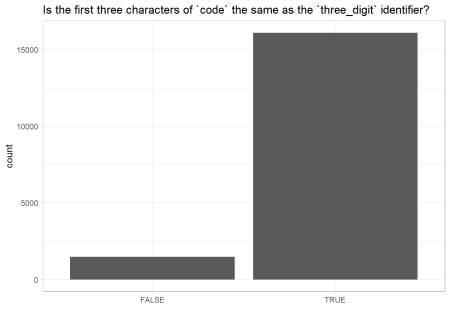 Is the first three characters of `code` the same as the `three_digit` identifier?
15000
10000
5000
0
count
FALSE TRUE